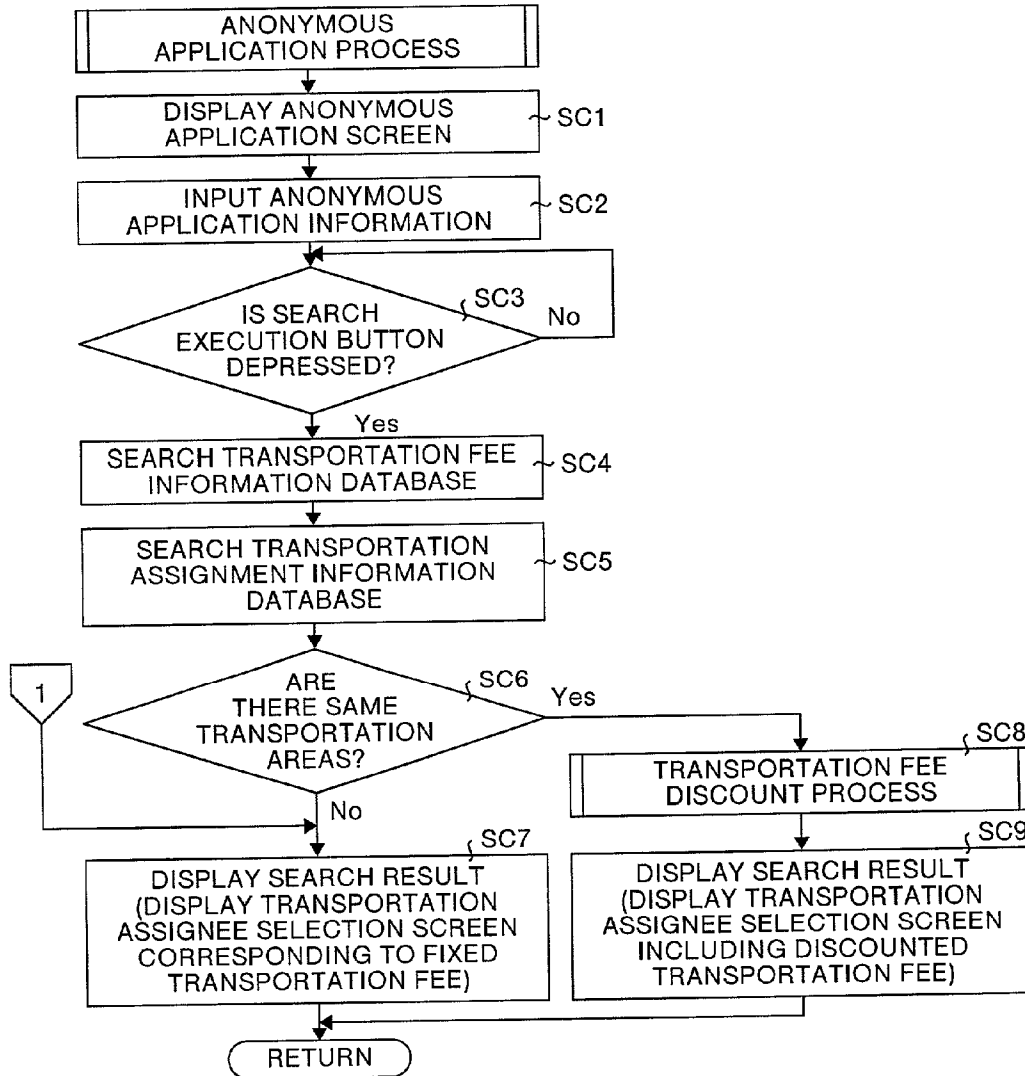 ANONYMOUS
APPLICATION PROCESS
DISPLAY ANONYMOUS
APPLICATION SCREEN
SC1
INPUT ANONYMOUS
APPLICATION INFORMATION
SC2
SC3
IS SEARCH
EXECUTION BUTTON
DEPRESSED?
No
Yes
SEARCH TRANSPORTATION FEE
INFORMATION DATABASE
SC4
SEARCH TRANSPORTATION
ASSIGNMENT INFORMATION
DATABASE
SC5
1
SC6
ARE
THERE SAME
TRANSPORTATION
AREAS?
Yes
No
SC8
TRANSPORTATION FEE
DISCOUNT PROCESS
SC7
DISPLAY SEARCH RESULT
(DISPLAY TRANSPORTATION
ASSIGNEE SELECTION SCREEN
CORRESPONDING TO FIXED
TRANSPORTATION FEE)
SC9
DISPLAY SEARCH RESULT
(DISPLAY TRANSPORTATION
ASSIGNEE SELECTION SCREEN
INCLUDING DISCOUNTED
TRANSPORTATION FEE)
RETURN